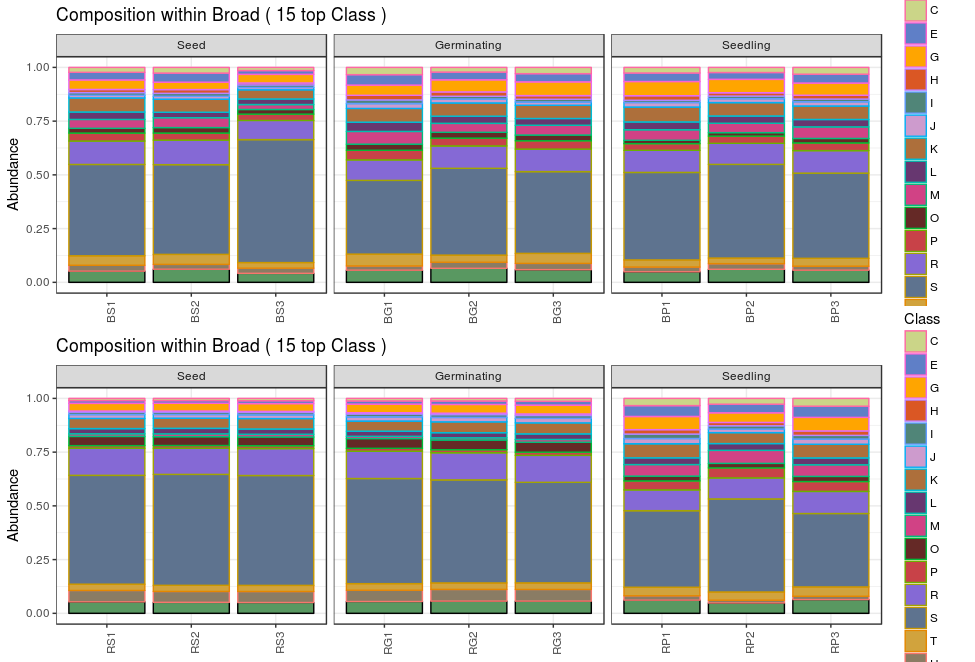 Composition within Broad ( 15 top Class )
Seed
Germinating
Seedling
Abundance
1.00
0.75
0.50
0.25
0.00
BS1
BS2
BS3
BG1
BG2
BG3
BP1
BP2
BP3
C
E
G
H
I
J
K
L
M
O
P
R
S
Composition within Broad ( 15 top Class )
Seed
Germinating
Seedling
Abundance
1.00
0.75
0.50
0.25
0.00
RS1
RS2
RS3
RG1
RG2
RG3
RP1
RP2
RP3
Class
C
E
G
H
I
J
K
L
M
O
P
R
S
T